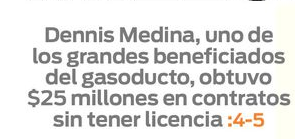 Dennis Medina, uno de
los grandes beneficiados
del gasoducto, obtuvo
$25 millones en contratos
sin tener licencia :4-5